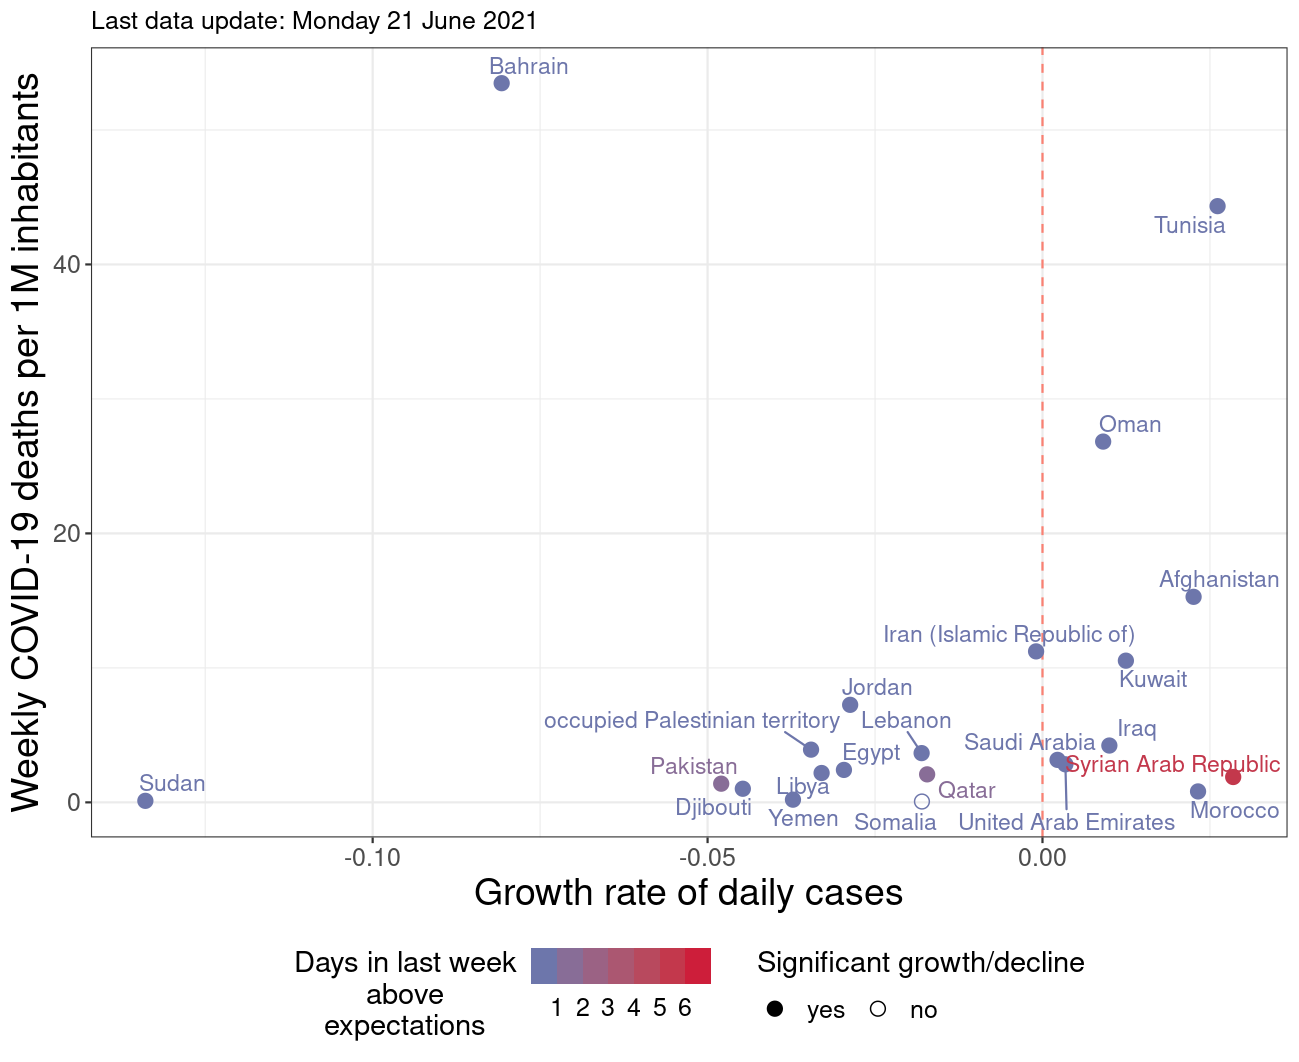 Last data update: Monday 21 June 2021
Weekly COVID-19 deaths per 1M inhabitants
Bahrain
Tunisia
40
Oman
20
Afghanistan
Iran (Islamic Republic of)
Kuwait
Jordan
occupied Palestinian territory
Lebanon
Iraq
Saudi Arabia
Egypt
Syrian Arab Republic
Pakistan
Sudan
Libya
Qatar
0
Djibouti
Morocco
Yemen
Somalia
United Arab Emirates
-0.10
-0.05
0.00
Growth rate of daily cases
Days in last week
above
expectations
1 2 3 4 5 6
Significant growth/decline
yes
no